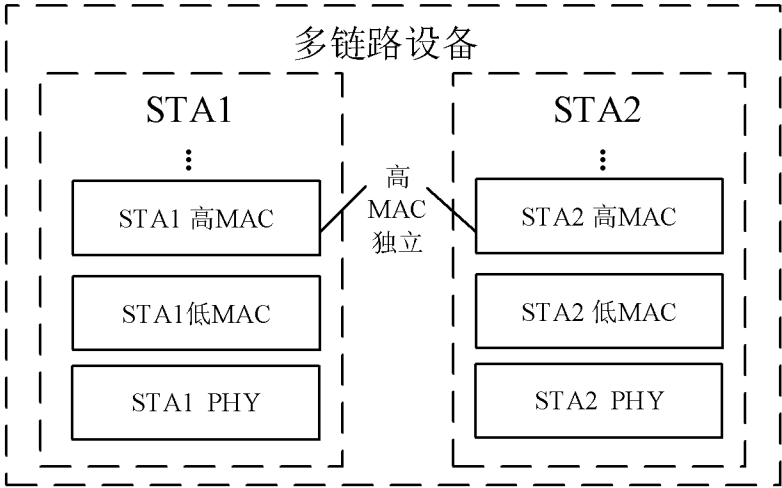 多链路设备
STA1
STA2
⋮
⋮
高
MAC
独立
STA1 高MAC
STA2 高MAC
STA1低MAC
STA2 低MAC
STA1 PHY
STA2 PHY